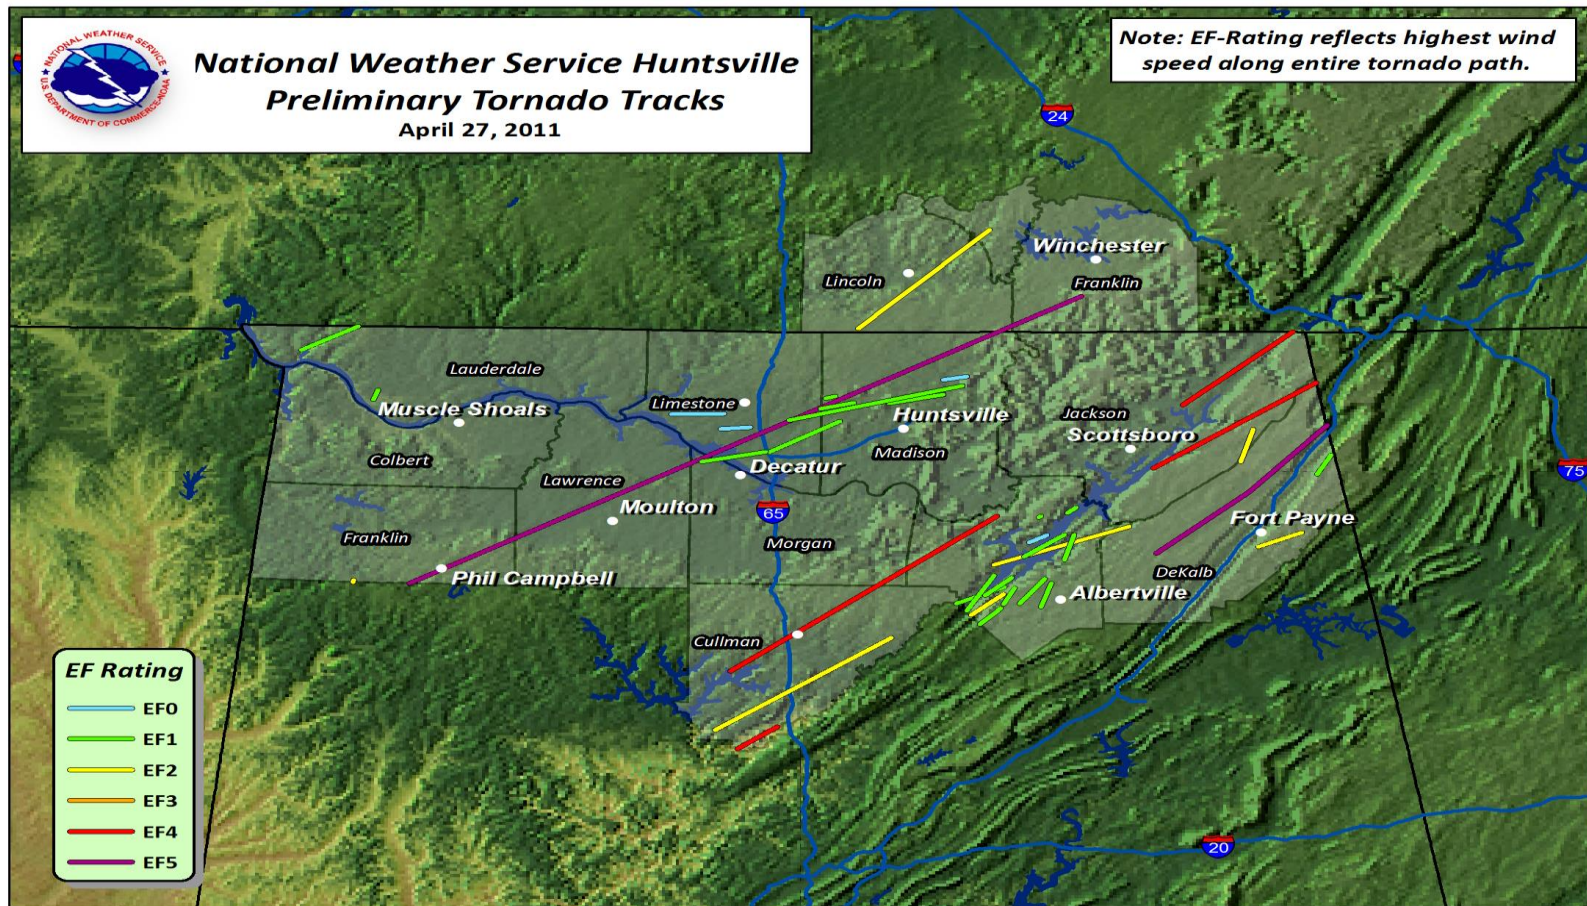 NATIONAL WEATHER SERVICE
U.S. DEPARTMENT OF COMMERCE-NOAA
National Weather Service Huntsville
Preliminary Tornado Tracks
April 27, 2011
Note: EF-Rating reflects highest wind
speed along entire tornado path.
24
Winchester
Lincoln
Franklin
Lauderdale
Limestone
Muscle Shoals
Huntsville
Jackson
Scottsboro
Colbert
Madison
Decatur
75
Lawrence
Moulton
65
Fort Payne
Franklin
Morgan
Phil Campbell
DeKalb
Albertville
Cullman
EF Rating
EF0
EF1
EF2
EF3
EF4
EF5
20